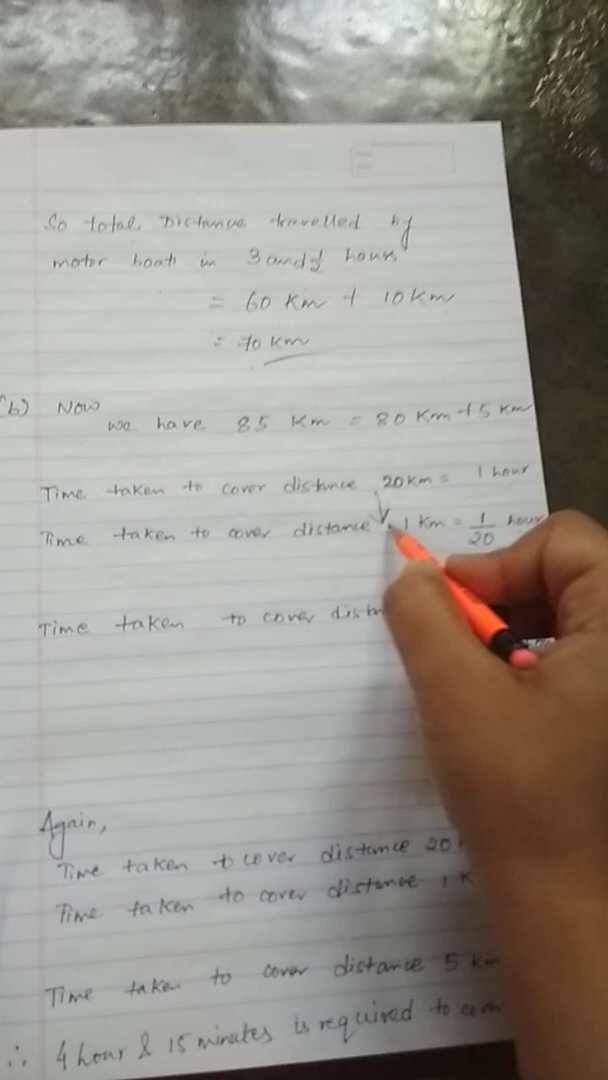 So total Distance travelled by
motor boat in 3 and ½ hours
= 60 Km + 10 Km
= 70 Km
(b) Now
we have 85 Km = 80 Km + 5 Km
Time taken to cover distance 20 Km = 1 hour
Time taken to cover distance 1 Km = 1/20 hour
Time taken to cover
Again,
Time taken to cover distance 20
Time taken to cover distance 1 K
Time taken to cover distance 5 Km
∴ 4 hour & 15 minutes is required to cover